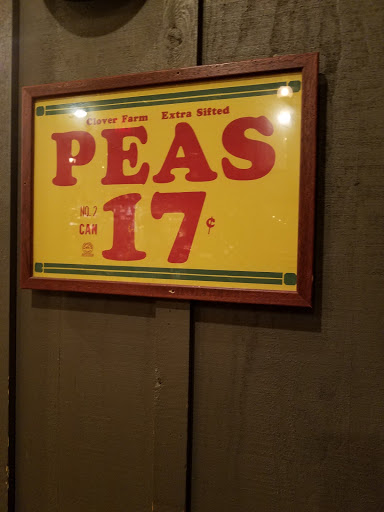 Clover Farm Extra Sifted
PEAS
NO. 2
CAN
17¢